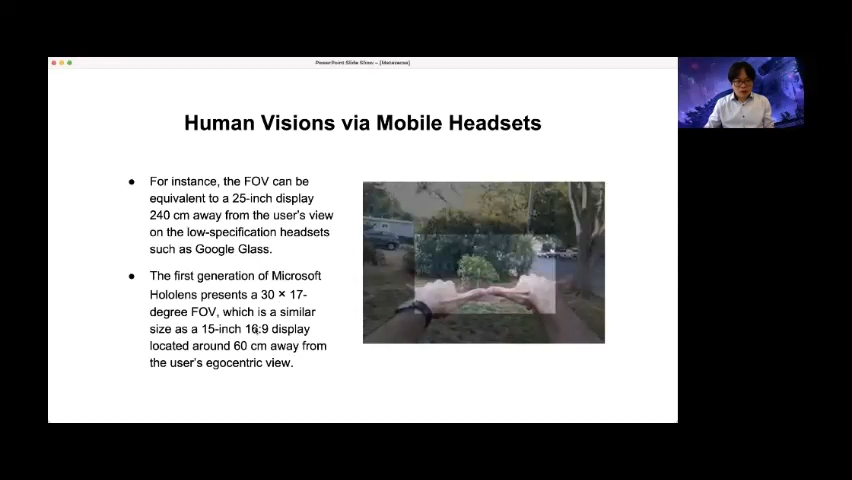 PowerPoint Slide Show - [Metaverse]
Human Visions via Mobile Headsets
● For instance, the FOV can be
equivalent to a 25-inch display
240 cm away from the user's view
on the low-specification headsets
such as Google Glass.
● The first generation of Microsoft
Hololens presents a 30 × 17-
degree FOV, which is a similar
size as a 15-inch 16:9 display
located around 60 cm away from
the user's egocentric view.